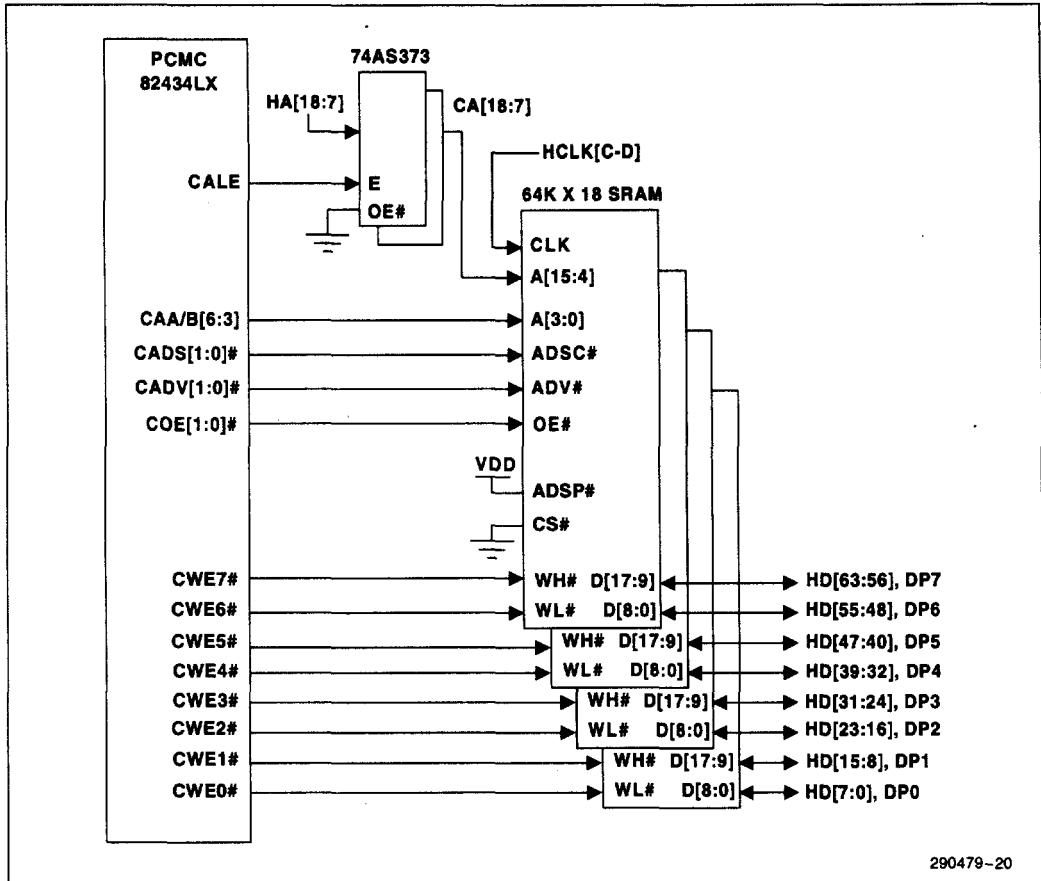 PCMC
82434LX
74AS373
HA[18:7]
CA[18:7]
HCLK[C-D]
CALE
E
OE#
64K X 18 SRAM
CLK
A[15:4]
CAA/B[6:3]
A[3:0]
CADS[1:0]#
ADSC#
CADV[1:0]#
ADV#
COE[1:0]#
OE#
VDD
ADSP#
CS#
CWE7#
WH# D[17:9]
HD[63:56], DP7
CWE6#
WL# D[8:0]
HD[55:48], DP6
CWE5#
WH# D[17:9]
HD[47:40], DP5
CWE4#
WL# D[8:0]
HD[39:32], DP4
CWE3#
WH# D[17:9]
HD[31:24], DP3
CWE2#
WL# D[8:0]
HD[23:16], DP2
CWE1#
WH# D[17:9]
HD[15:8], DP1
CWE0#
WL# D[8:0]
HD[7:0], DP0
290479-20